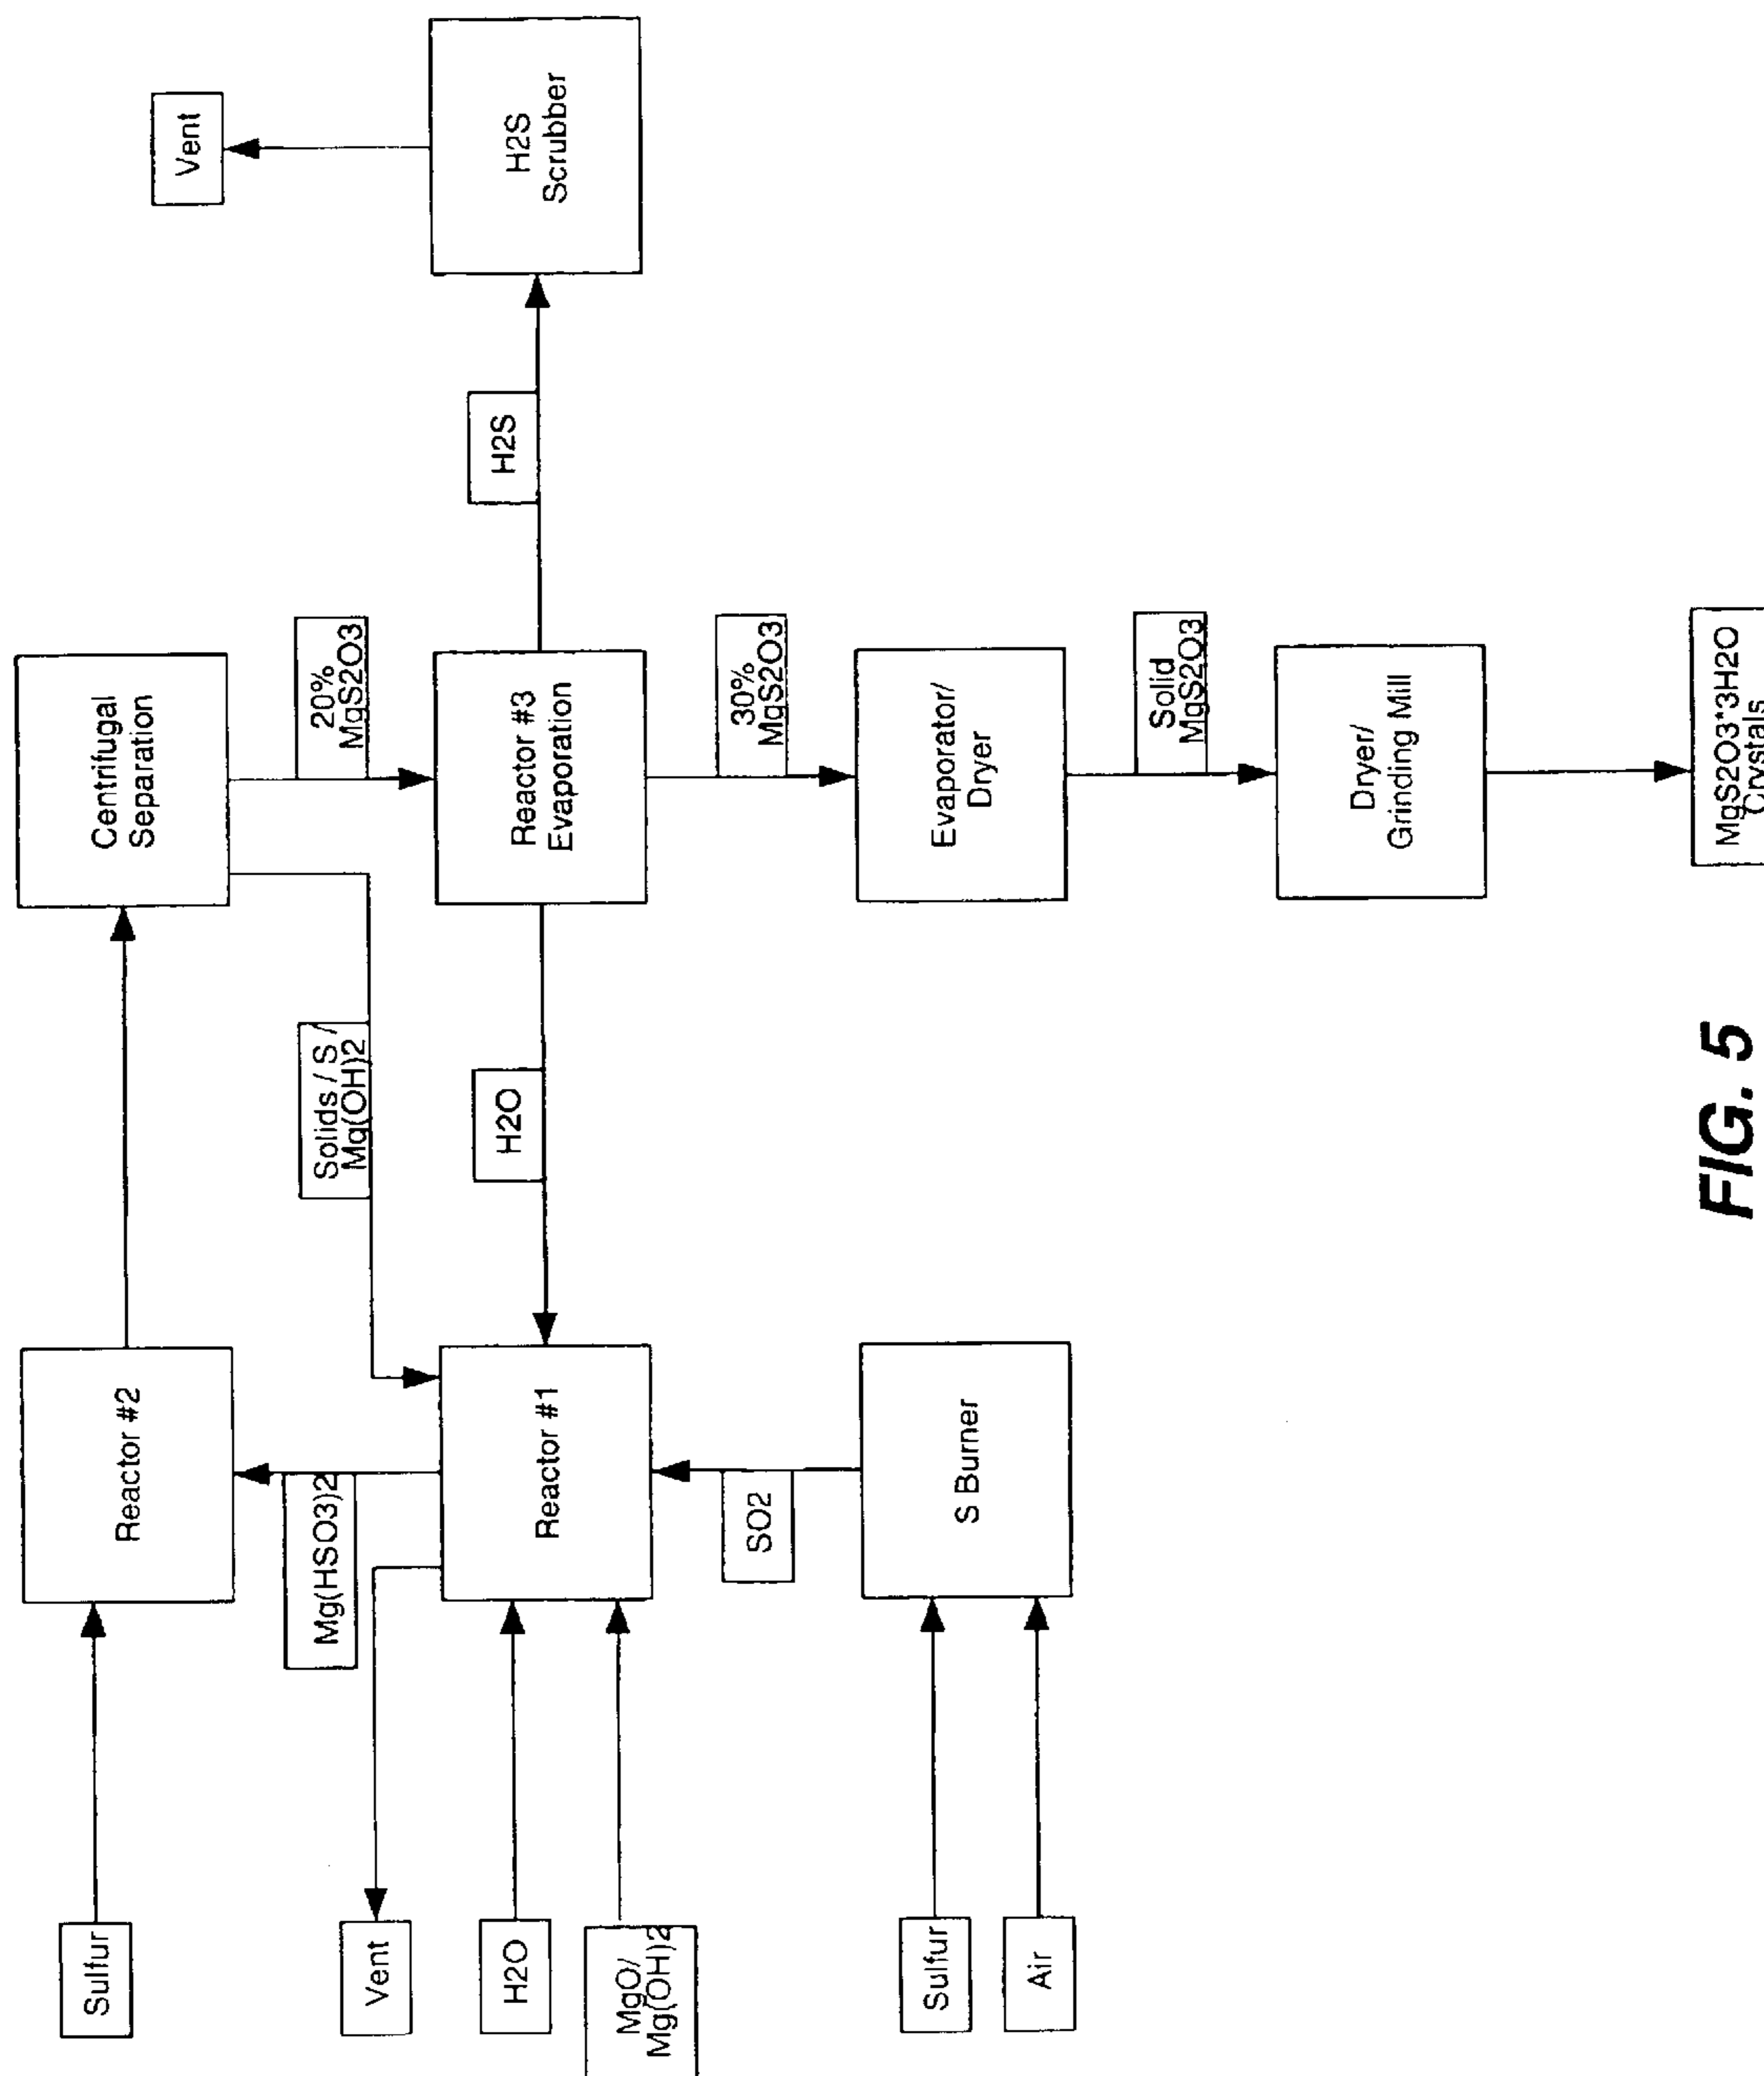 Sulfur
Reactor #2
Centrifugal
Separation
Vent
Mg(HSO3)2
Solids / S /
Mg(OH)2
20%
MgS2O3
Vent
H2O
MgO/
Mg(OH)2
Reactor #1
H2O
Reactor #3
Evaporation
H2S
H2S
Scrubber
SO2
30%
MgS2O3
Sulfur
Air
S Burner
Evaporator/
Dryer
Solid
MgS2O3
Dryer/
Grinding Mill
MgS2O3*3H2O
Crystals
FIG. 5